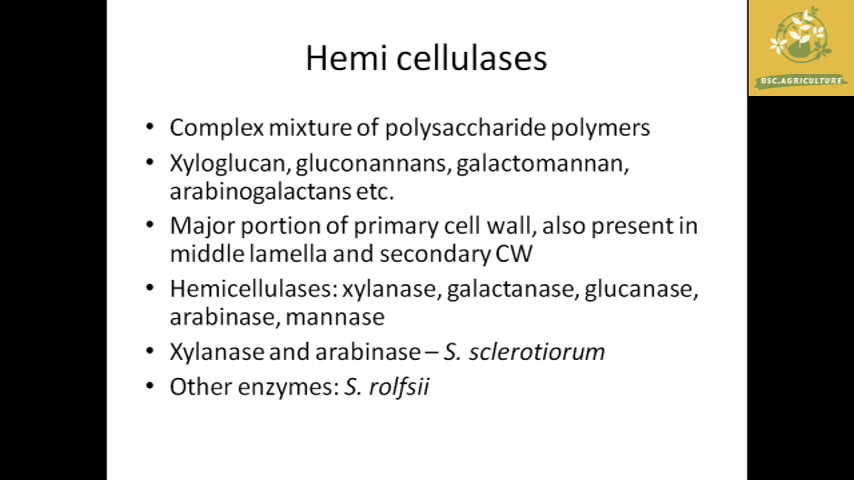 Hemi cellulases
BSC.AGRICULTURE
• Complex mixture of polysaccharide polymers
• Xyloglucan, gluconannans, galactomannan,
arabinogalactans etc.
• Major portion of primary cell wall, also present in
middle lamella and secondary CW
• Hemicellulases: xylanase, galactanase, glucanase,
arabinase, mannase
• Xylanase and arabinase – S. sclerotiorum
• Other enzymes: S. rolfsii